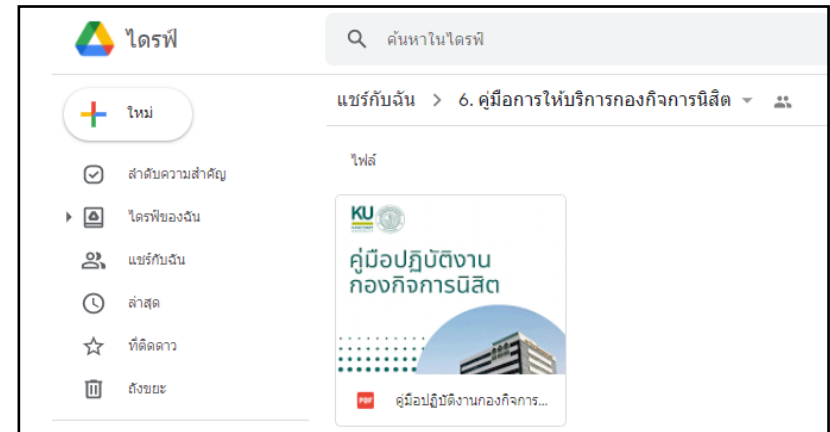 ไดรฟ์
ค้นหาในไดรฟ์
ใหม่
แชร์กับฉัน > 6. คู่มือการให้บริการกองกิจการนิสิต
ลำดับความสำคัญ
ไดรฟ์ของฉัน
แชร์กับฉัน
ล่าสุด
ที่ติดดาว
ถังขยะ
ไฟล์
KU
คู่มือปฏิบัติงาน
กองกิจการนิสิต
PDF
คู่มือปฏิบัติงานกองกิจการ...